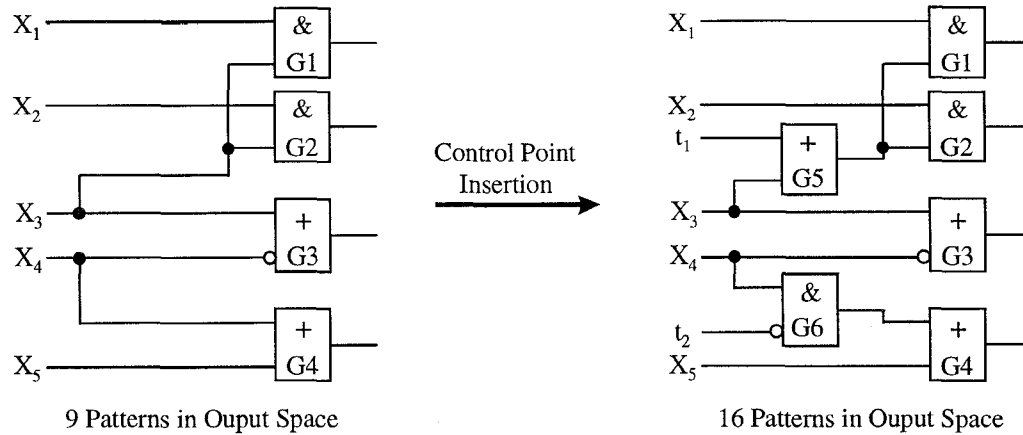 X1
&
G1
X2
&
G2
X3
+
G3
X4
+
G4
X5
9 Patterns in Ouput Space
Control Point
Insertion
X1
&
G1
X2
&
G2
t1
+
G5
X3
+
G3
X4
&
G6
t2
+
G4
X5
16 Patterns in Ouput Space